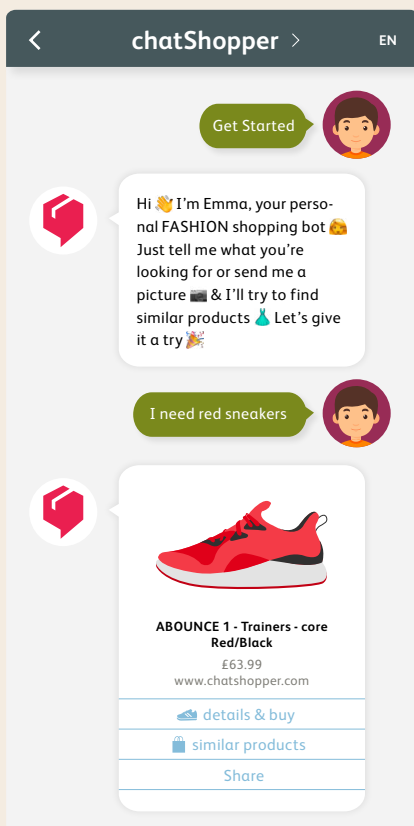 chatShopper
EN
Get Started
Hi 👋 I’m Emma, your perso-
nal FASHION shopping bot 🙆
Just tell me what you’re
looking for or send me a
picture 📷 & I’ll try to find
similar products 👗 Let’s give
it a try 🎉
I need red sneakers
ABOUNCE 1 - Trainers - core
Red/Black
£63.99
www.chatshopper.com
details & buy
similar products
Share